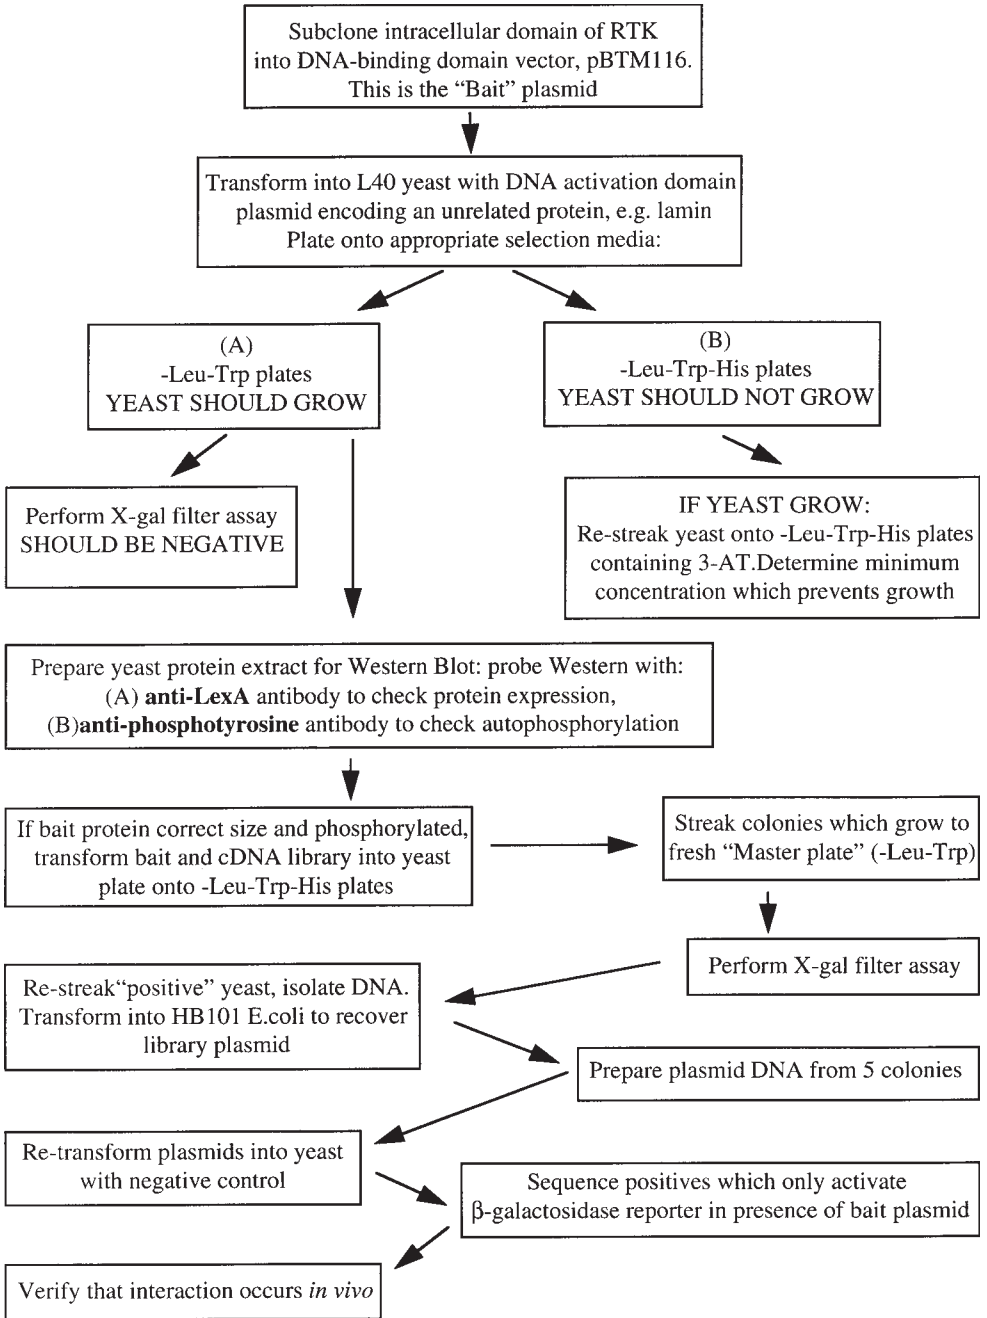 Subclone intracellular domain of RTK
into DNA-binding domain vector, pBTM116.
This is the “Bait” plasmid
Transform into L40 yeast with DNA activation domain
plasmid encoding an unrelated protein, e.g. lamin
Plate onto appropriate selection media:
(A)
-Leu-Trp plates
YEAST SHOULD GROW
(B)
-Leu-Trp-His plates
YEAST SHOULD NOT GROW
Perform X-gal filter assay
SHOULD BE NEGATIVE
IF YEAST GROW:
Re-streak yeast onto -Leu-Trp-His plates
containing 3-AT.Determine minimum
concentration which prevents growth
Prepare yeast protein extract for Western Blot: probe Western with:
(A) anti-LexA antibody to check protein expression,
(B)anti-phosphotyrosine antibody to check autophosphorylation
If bait protein correct size and phosphorylated,
transform bait and cDNA library into yeast
plate onto -Leu-Trp-His plates
Streak colonies which grow to
fresh “Master plate” (-Leu-Trp)
Perform X-gal filter assay
Re-streak“positive” yeast, isolate DNA.
Transform into HB101 E.coli to recover
library plasmid
Prepare plasmid DNA from 5 colonies
Re-transform plasmids into yeast
with negative control
Sequence positives which only activate
β-galactosidase reporter in presence of bait plasmid
Verify that interaction occurs in vivo